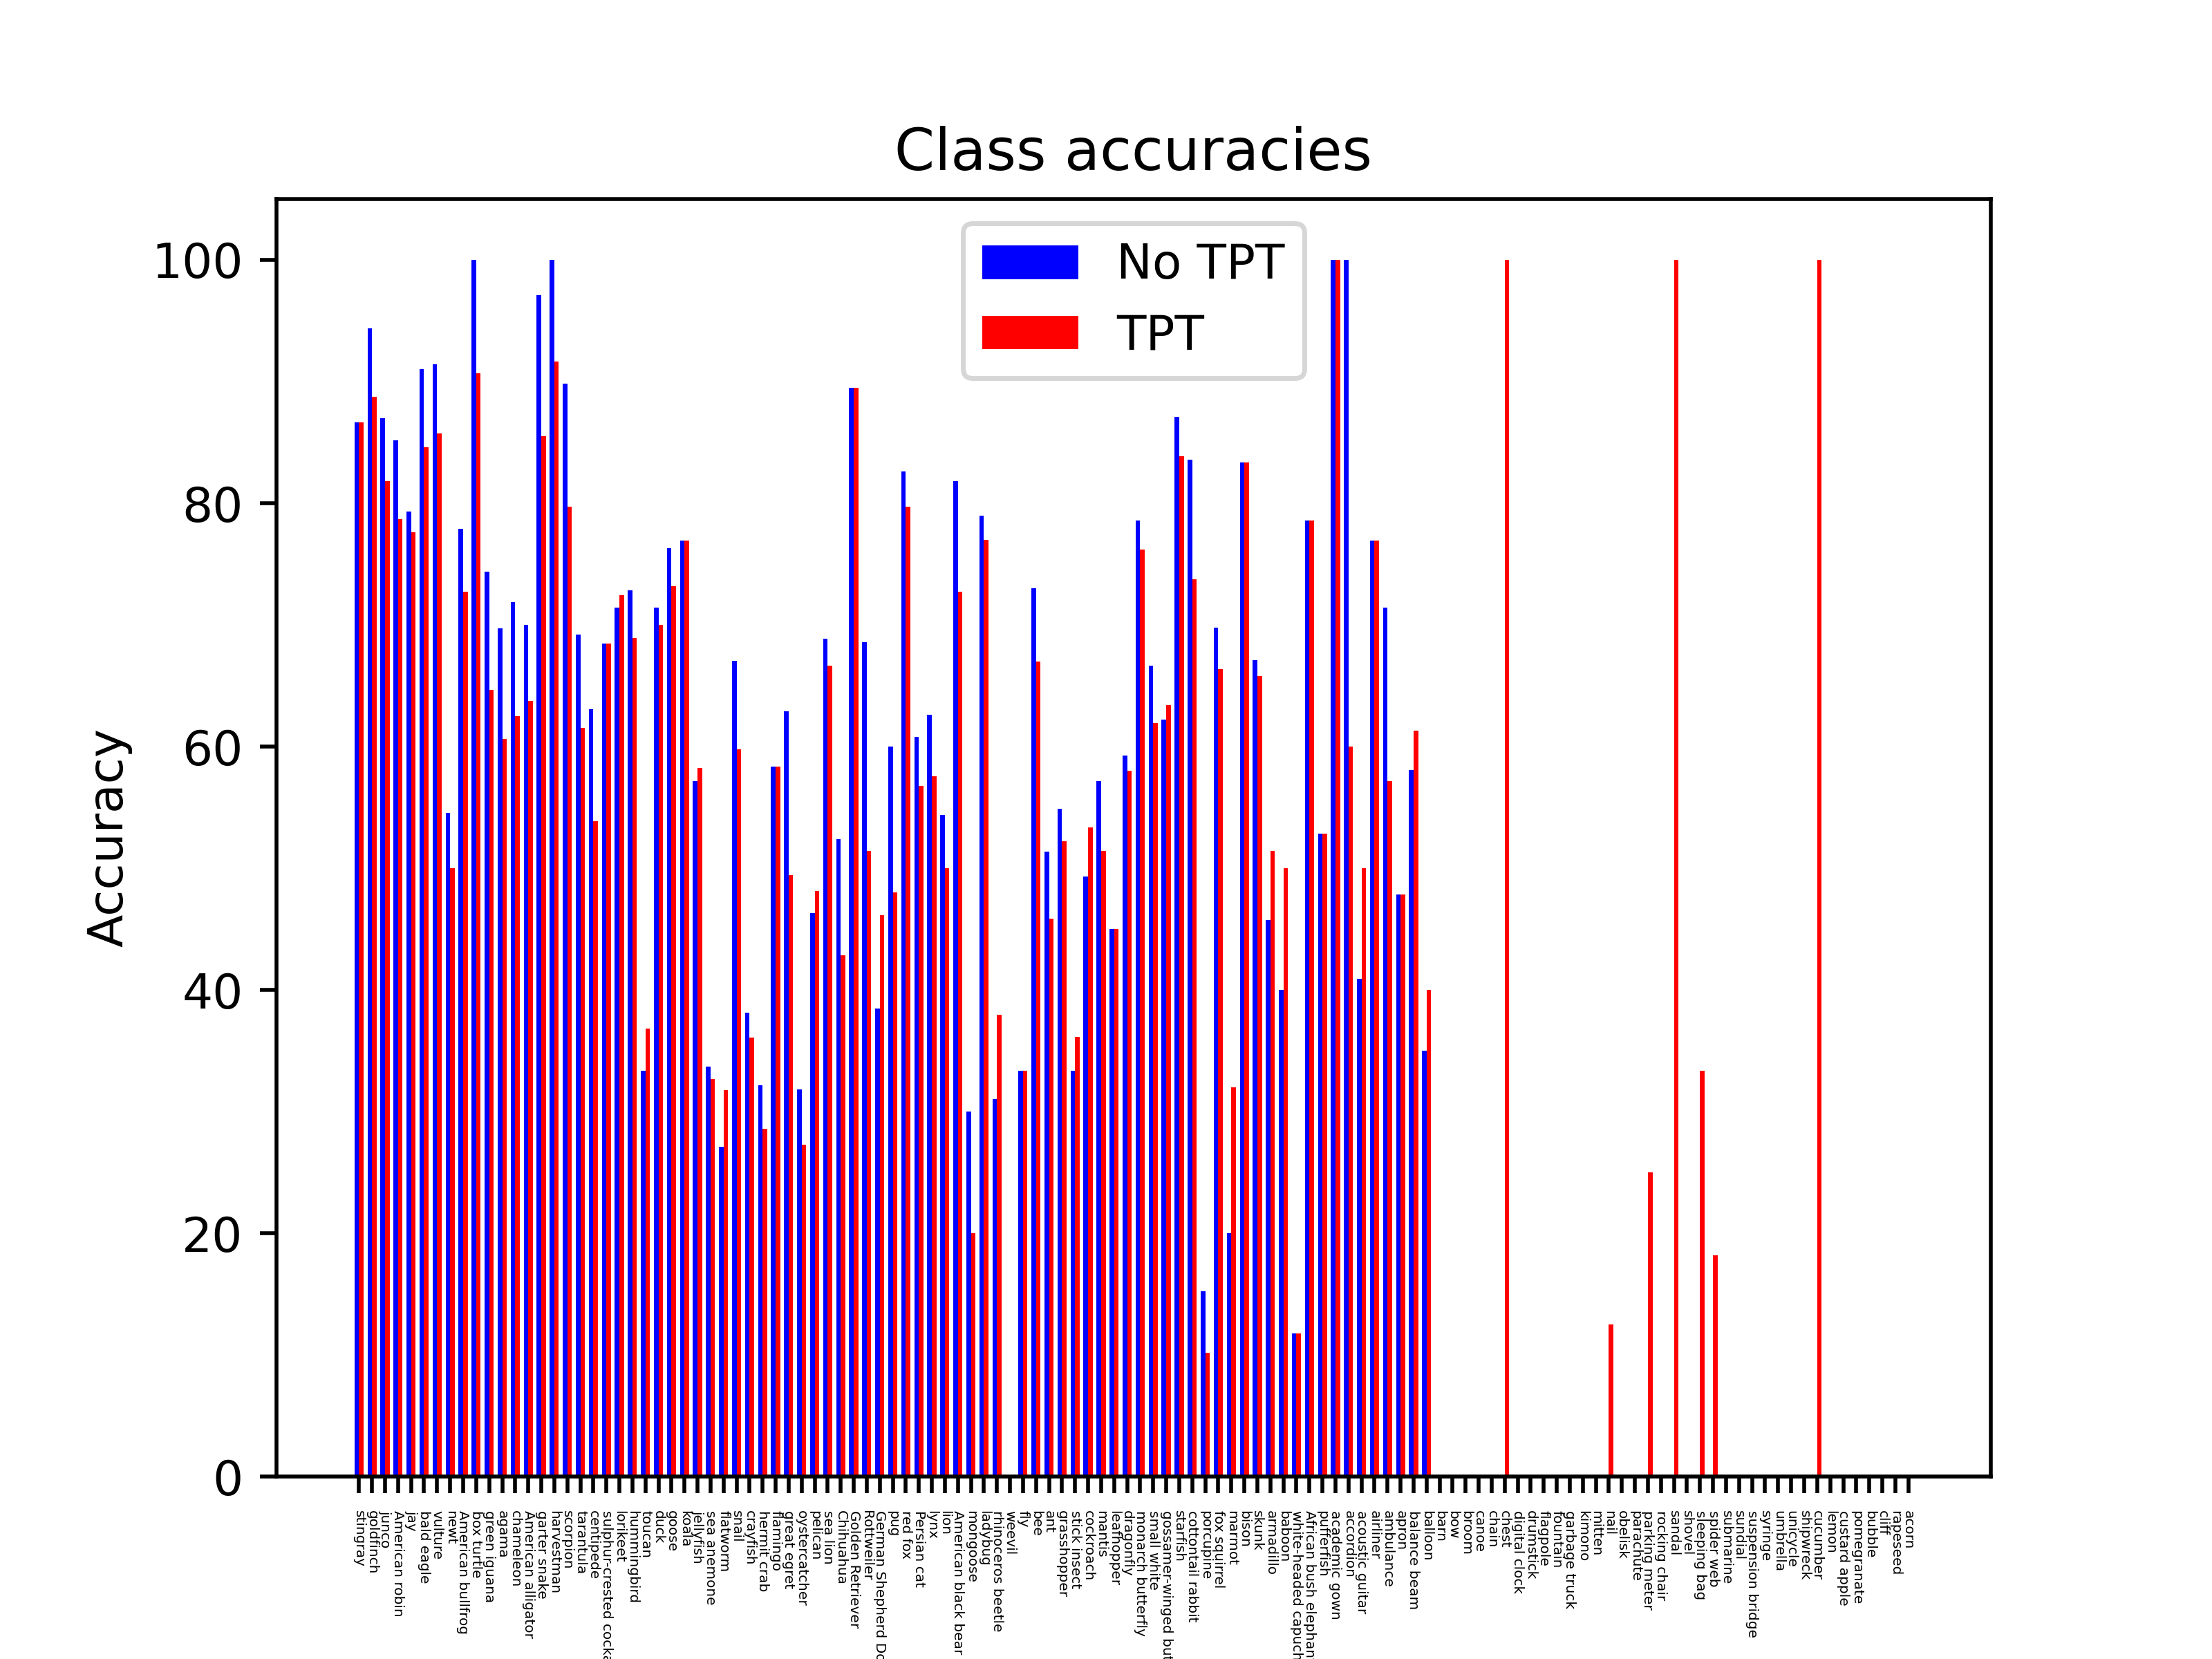 Class accuracies
No TPT
TPT
Accuracy
100
80
60
40
20
0
stingray
goldfinch
junco
American robin
jay
bald eagle
vulture
newt
American bullfrog
box turtle
green iguana
agama
chameleon
American alligator
garter snake
harvestman
scorpion
tarantula
centipede
sulphur-crested cocka
lorikeet
hummingbird
toucan
duck
goose
koala
jellyfish
sea anemone
flatworm
snail
crayfish
hermit crab
flamingo
great egret
oystercatcher
pelican
sea lion
Chihuahua
Golden Retriever
Rottweiler
German Shepherd Do
pug
red fox
Persian cat
lynx
lion
American black bear
mongoose
ladybug
rhinoceros beetle
weevil
fly
bee
ant
grasshopper
stick insect
cockroach
mantis
leafhopper
dragonfly
monarch butterfly
small white
gossamer-winged but
starfish
cottontail rabbit
porcupine
fox squirrel
marmot
bison
skunk
armadillo
baboon
white-headed capuch
African bush elephan
pufferfish
academic gown
accordion
acoustic guitar
airliner
ambulance
apron
balance beam
balloon
barn
bow
broom
canoe
chain
chest
digital clock
drumstick
flagpole
fountain
garbage truck
kimono
mitten
nail
obelisk
parachute
parking meter
rocking chair
sandal
shovel
sleeping bag
spider web
submarine
sundial
suspension bridge
syringe
umbrella
unicycle
shipwreck
cucumber
lemon
custard apple
pomegranate
bubble
cliff
rapeseed
acorn